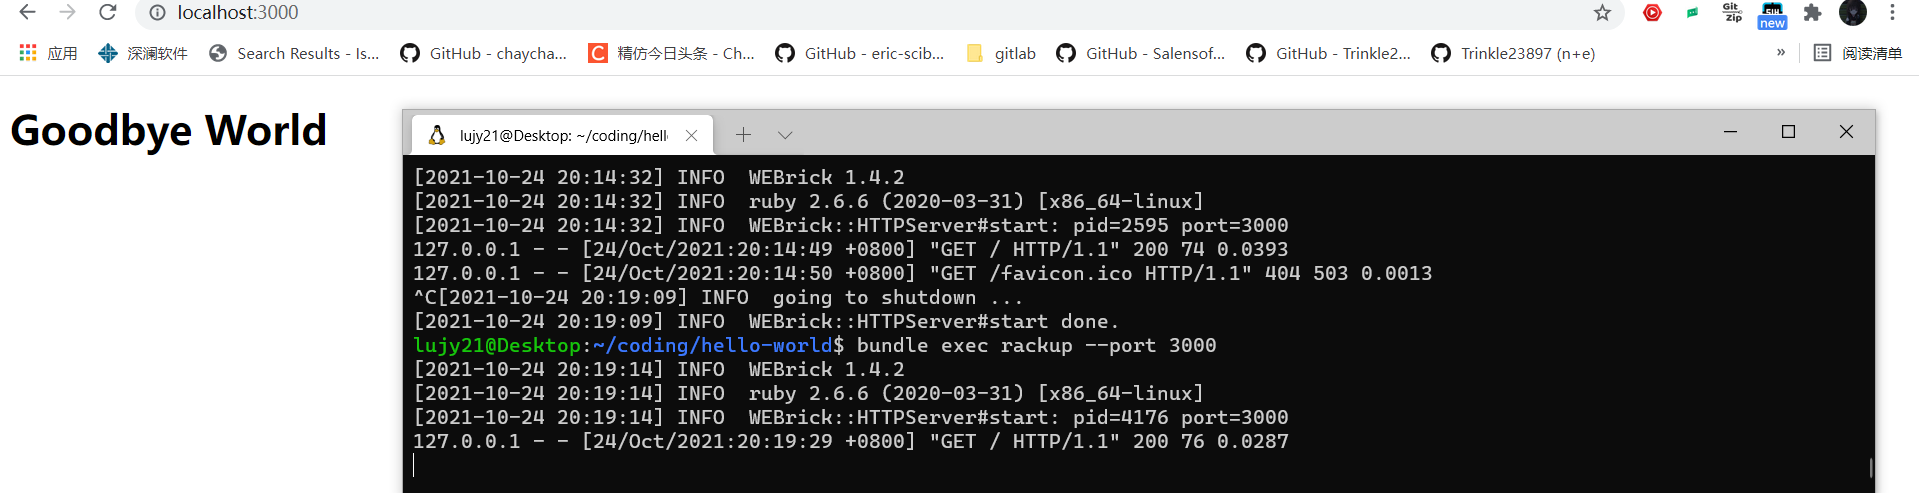 localhost:3000
Git Zip
new
应用 深澜软件 Search Results - Is... GitHub - chaycha... 精仿今日头条 - Ch... GitHub - eric-scib... gitlab GitHub - Salensof... GitHub - Trinkle2... Trinkle23897 (n+e) » 阅读清单
Goodbye World
lujy21@Desktop: ~/coding/hell
[2021-10-24 20:14:32] INFO  WEBrick 1.4.2
[2021-10-24 20:14:32] INFO  ruby 2.6.6 (2020-03-31) [x86_64-linux]
[2021-10-24 20:14:32] INFO  WEBrick::HTTPServer#start: pid=2595 port=3000
127.0.0.1 - - [24/Oct/2021:20:14:49 +0800] "GET / HTTP/1.1" 200 74 0.0393
127.0.0.1 - - [24/Oct/2021:20:14:50 +0800] "GET /favicon.ico HTTP/1.1" 404 503 0.0013
^C[2021-10-24 20:19:09] INFO  going to shutdown ...
[2021-10-24 20:19:09] INFO  WEBrick::HTTPServer#start done.
lujy21@Desktop:~/coding/hello-world$ bundle exec rackup --port 3000
[2021-10-24 20:19:14] INFO  WEBrick 1.4.2
[2021-10-24 20:19:14] INFO  ruby 2.6.6 (2020-03-31) [x86_64-linux]
[2021-10-24 20:19:14] INFO  WEBrick::HTTPServer#start: pid=4176 port=3000
127.0.0.1 - - [24/Oct/2021:20:19:29 +0800] "GET / HTTP/1.1" 200 76 0.0287